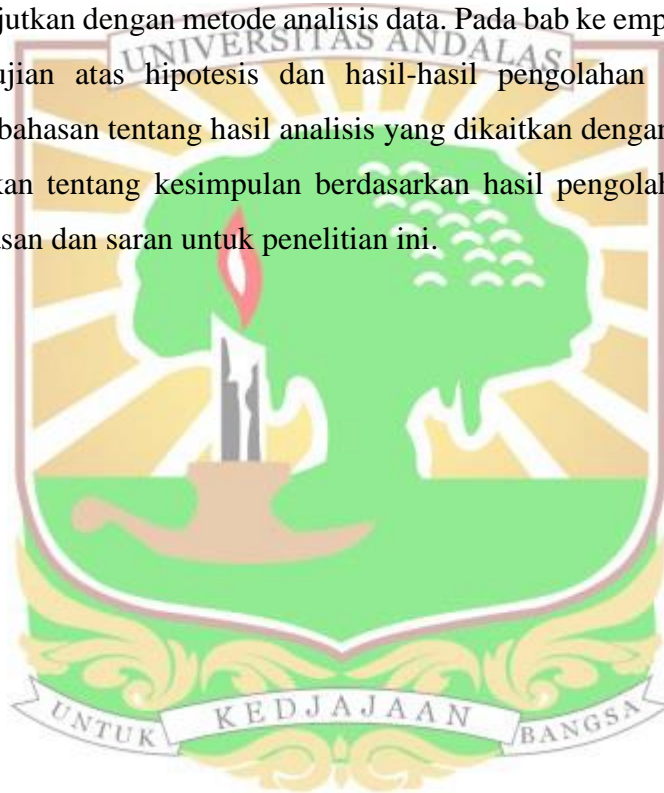 jutkan dengan metode analisis data. Pada bab ke emp
UNIVERSITAS ANDALAS
ujian atas hipotesis dan hasil-hasil pengolahan
bahasan tentang hasil analisis yang dikaitkan dengan
kan tentang kesimpulan berdasarkan hasil pengolah
asan dan saran untuk penelitian ini.
UNTUK KEDJAJAAN BANGSA